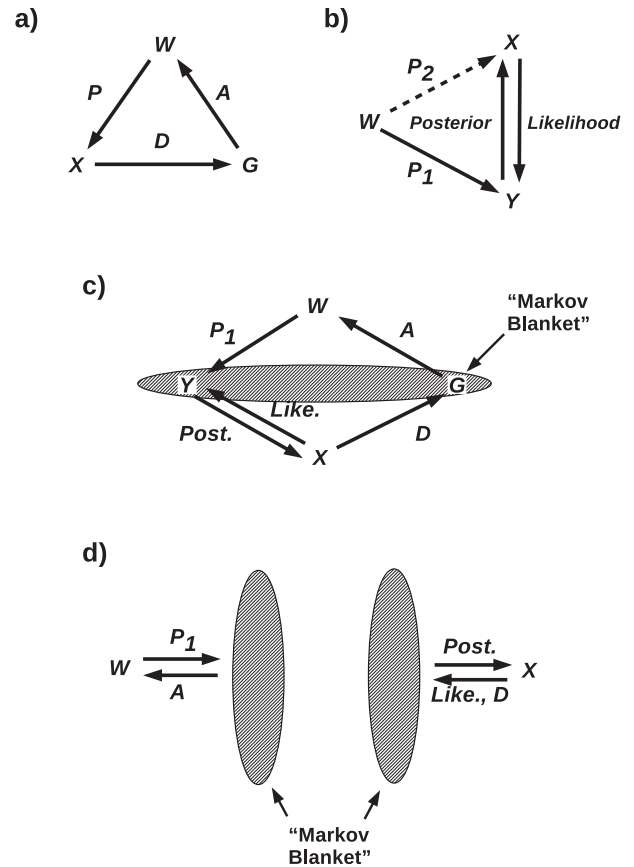 a)
W
P
A
X
D
G
b)
X
P2
W
Posterior
Likelihood
P1
Y
c)
W
P1
A
“Markov
Blanket”
Y
G
Like.
Post.
D
X
d)
P1
W
A
Post.
X
Like., D
“Markov
Blanket”